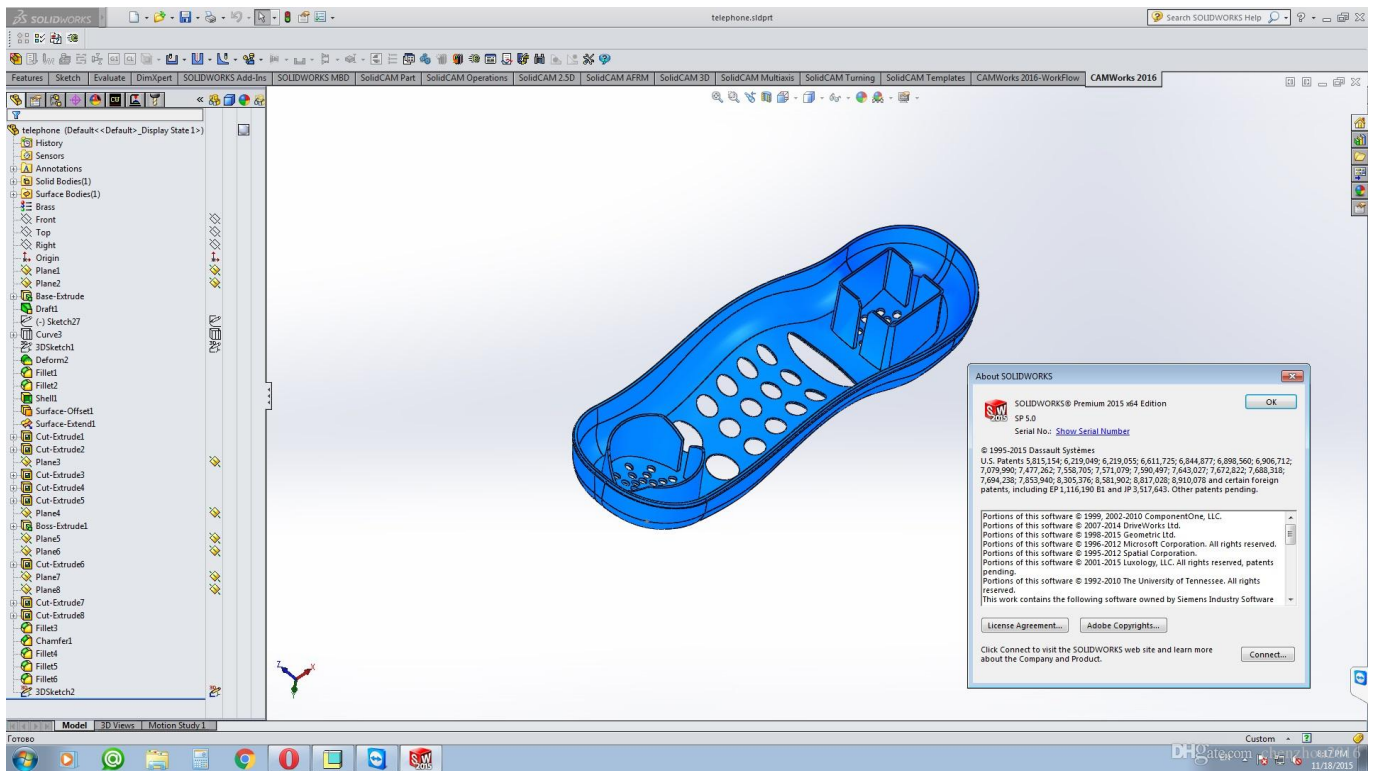 SOLIDWORKS
telephone.sldprt
Search SOLIDWORKS Help
Features Sketch Evaluate DimXpert SOLIDWORKS Add-Ins SOLIDWORKS MBD SolidCAM Part SolidCAM Operations SolidCAM 2.5D SolidCAM AFRM SolidCAM 3D SolidCAM Multiaxis SolidCAM Turning SolidCAM Templates CAMWorks 2016-WorkFlow CAMWorks 2016
telephone (Default<<Default>_Display State 1>)
History
Sensors
Annotations
Solid Bodies(1)
Surface Bodies(1)
Brass
Front
Top
Right
Origin
Plane1
Plane2
Base-Extrude
Draft1
(-) Sketch27
Curve3
3DSketch1
Deform2
Fillet1
Fillet2
Shell1
Surface-Offset1
Surface-Extend1
Cut-Extrude1
Cut-Extrude2
Plane3
Cut-Extrude3
Cut-Extrude4
Cut-Extrude5
Plane4
Boss-Extrude1
Plane5
Plane6
Cut-Extrude6
Plane7
Plane8
Cut-Extrude7
Cut-Extrude8
Fillet3
Chamfer1
Fillet4
Fillet5
Fillet6
3DSketch2
Z X Y
About SOLIDWORKS
SOLIDWORKS® Premium 2015 x64 Edition
OK
SP 5.0
Serial No.: Show Serial Number
© 1995-2015 Dassault Systèmes
U.S. Patents 5,815,154; 6,219,049; 6,219,055; 6,611,725; 6,844,877; 6,898,560; 6,906,712;
7,079,990; 7,477,262; 7,558,705; 7,571,079; 7,590,497; 7,643,027; 7,672,822; 7,688,318;
7,694,238; 7,853,940; 8,305,376; 8,581,902; 8,817,028; 8,910,078 and certain foreign
patents, including EP 1,116,190 B1 and JP 3,517,643. Other patents pending.
Portions of this software © 1999, 2002-2010 ComponentOne, LLC.
Portions of this software © 2007-2014 DriveWorks Ltd.
Portions of this software © 1998-2015 Geometric Ltd.
Portions of this software © 1996-2012 Microsoft Corporation. All rights reserved.
Portions of this software © 1995-2012 Spatial Corporation.
Portions of this software © 2001-2015 Luxology, LLC. All rights reserved, patents
pending.
Portions of this software © 1992-2010 The University of Tennessee. All rights
reserved.
This work contains the following software owned by Siemens Industry Software
License Agreement... Adobe Copyrights...
Click Connect to visit the SOLIDWORKS web site and learn more
about the Company and Product.
Connect...
Model 3D Views Motion Study 1
Готово
Custom
DHgate.com
11/18/2015